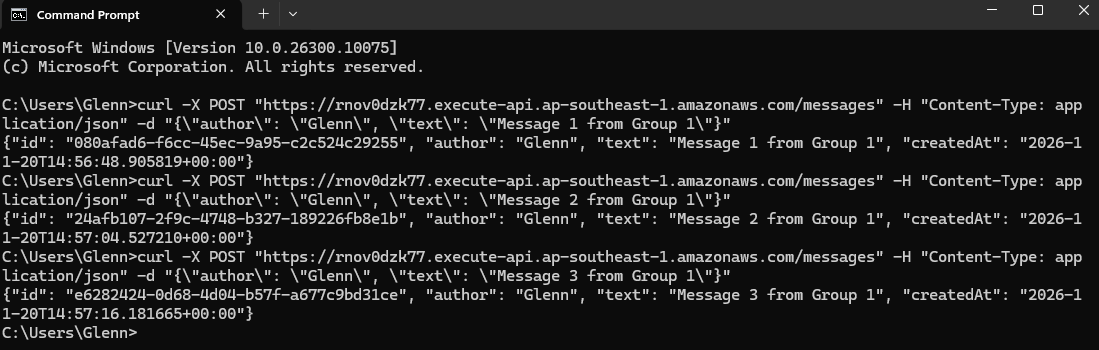 Command Prompt
Microsoft Windows [Version 10.0.26300.10075]
(c) Microsoft Corporation. All rights reserved.
C:\Users\Glenn>curl -X POST "https://rnov0dzk77.execute-api.ap-southeast-1.amazonaws.com/messages" -H "Content-Type: app
lication/json" -d "{\"author\": \"Glenn\", \"text\": \"Message 1 from Group 1\"}"
{"id": "080afad6-f6cc-45ec-9a95-c2c524c29255", "author": "Glenn", "text": "Message 1 from Group 1", "createdAt": "2026-1
1-20T14:56:48.905819+00:00"}
C:\Users\Glenn>curl -X POST "https://rnov0dzk77.execute-api.ap-southeast-1.amazonaws.com/messages" -H "Content-Type: app
lication/json" -d "{\"author\": \"Glenn\", \"text\": \"Message 2 from Group 1\"}"
{"id": "24afb107-2f9c-4748-b327-189226fb8e1b", "author": "Glenn", "text": "Message 2 from Group 1", "createdAt": "2026-1
1-20T14:57:04.527210+00:00"}
C:\Users\Glenn>curl -X POST "https://rnov0dzk77.execute-api.ap-southeast-1.amazonaws.com/messages" -H "Content-Type: app
lication/json" -d "{\"author\": \"Glenn\", \"text\": \"Message 3 from Group 1\"}"
{"id": "e6282424-0d68-4d04-b57f-a677c9bd31ce", "author": "Glenn", "text": "Message 3 from Group 1", "createdAt": "2026-1
1-20T14:57:16.181665+00:00"}
C:\Users\Glenn>